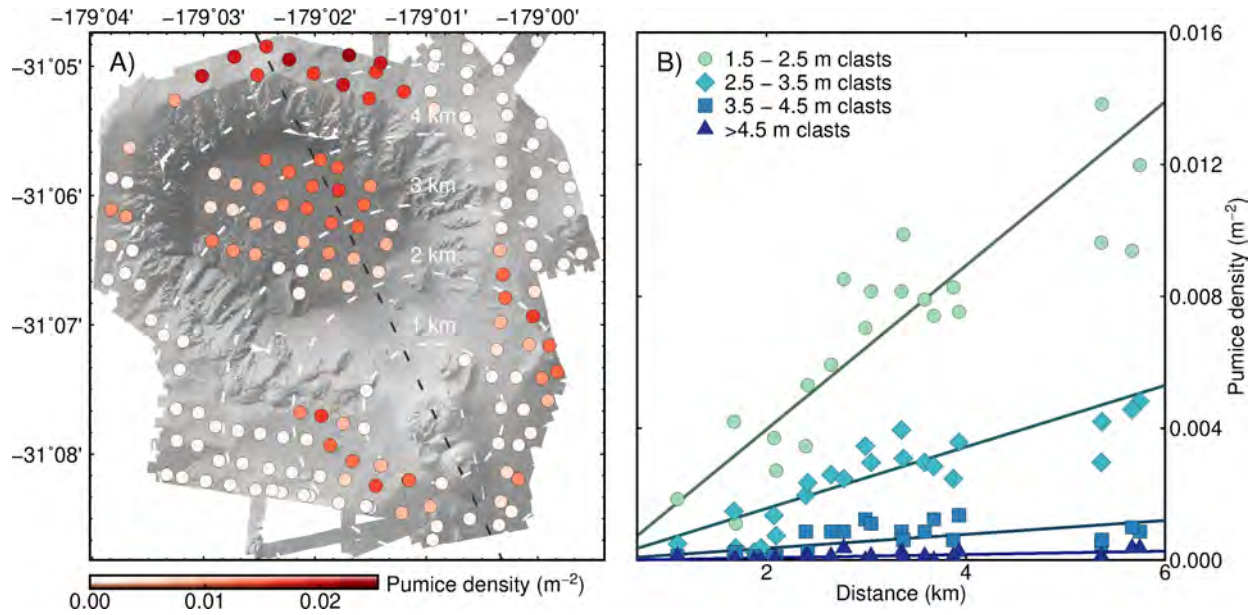 −179°04' −179°03' −179°02' −179°01' −179°00'
−31°05'
−31°06'
−31°07'
−31°08'
A)
4 km
3 km
2 km
1 km
0.00 0.01 0.02
Pumice density (m⁻²)
B)
1.5 – 2.5 m clasts
2.5 – 3.5 m clasts
3.5 – 4.5 m clasts
>4.5 m clasts
0.016
0.012
0.008
0.004
0.000
Pumice density (m⁻²)
2 4 6
Distance (km)